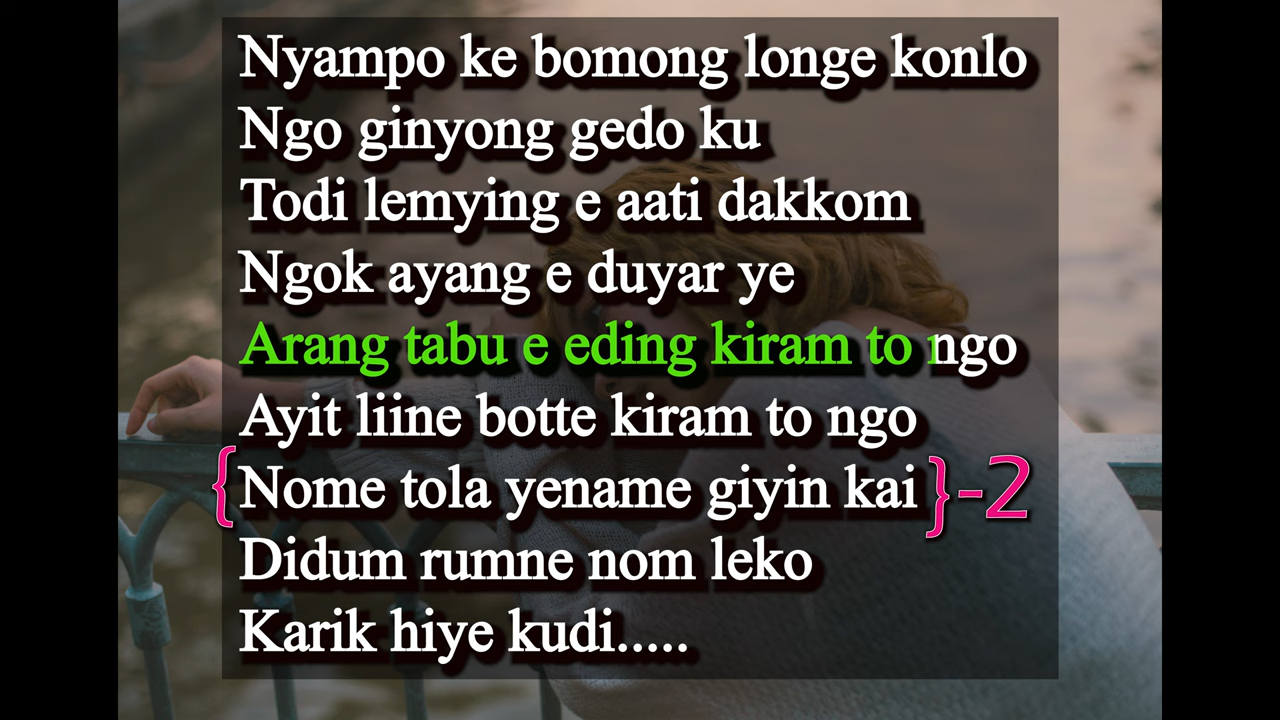 Nyampo ke bomong longe konlo
Ngo ginyong gedo ku
Todi lemying e aati dakkom
Ngok ayang e duyar ye
Arang tabu e eding kiram to ngo
Ayit liine botte kiram to ngo
{Nome tola yename giyin kai}-2
Didum rumne nom leko
Karik hiye kudi.....